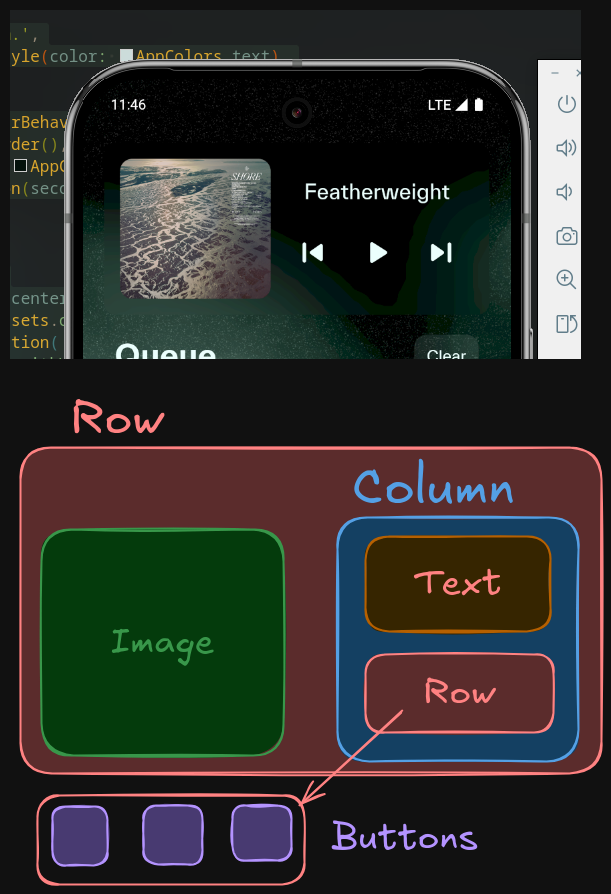 .',
yle(color: AppColors.text)
11:46 LTE
rBehav
rder(),
AppC
n(seco
SHORE
Featherweight
center
sets.c
tion(
Queue
Clear
Row
Column
Image
Text
Row
Buttons